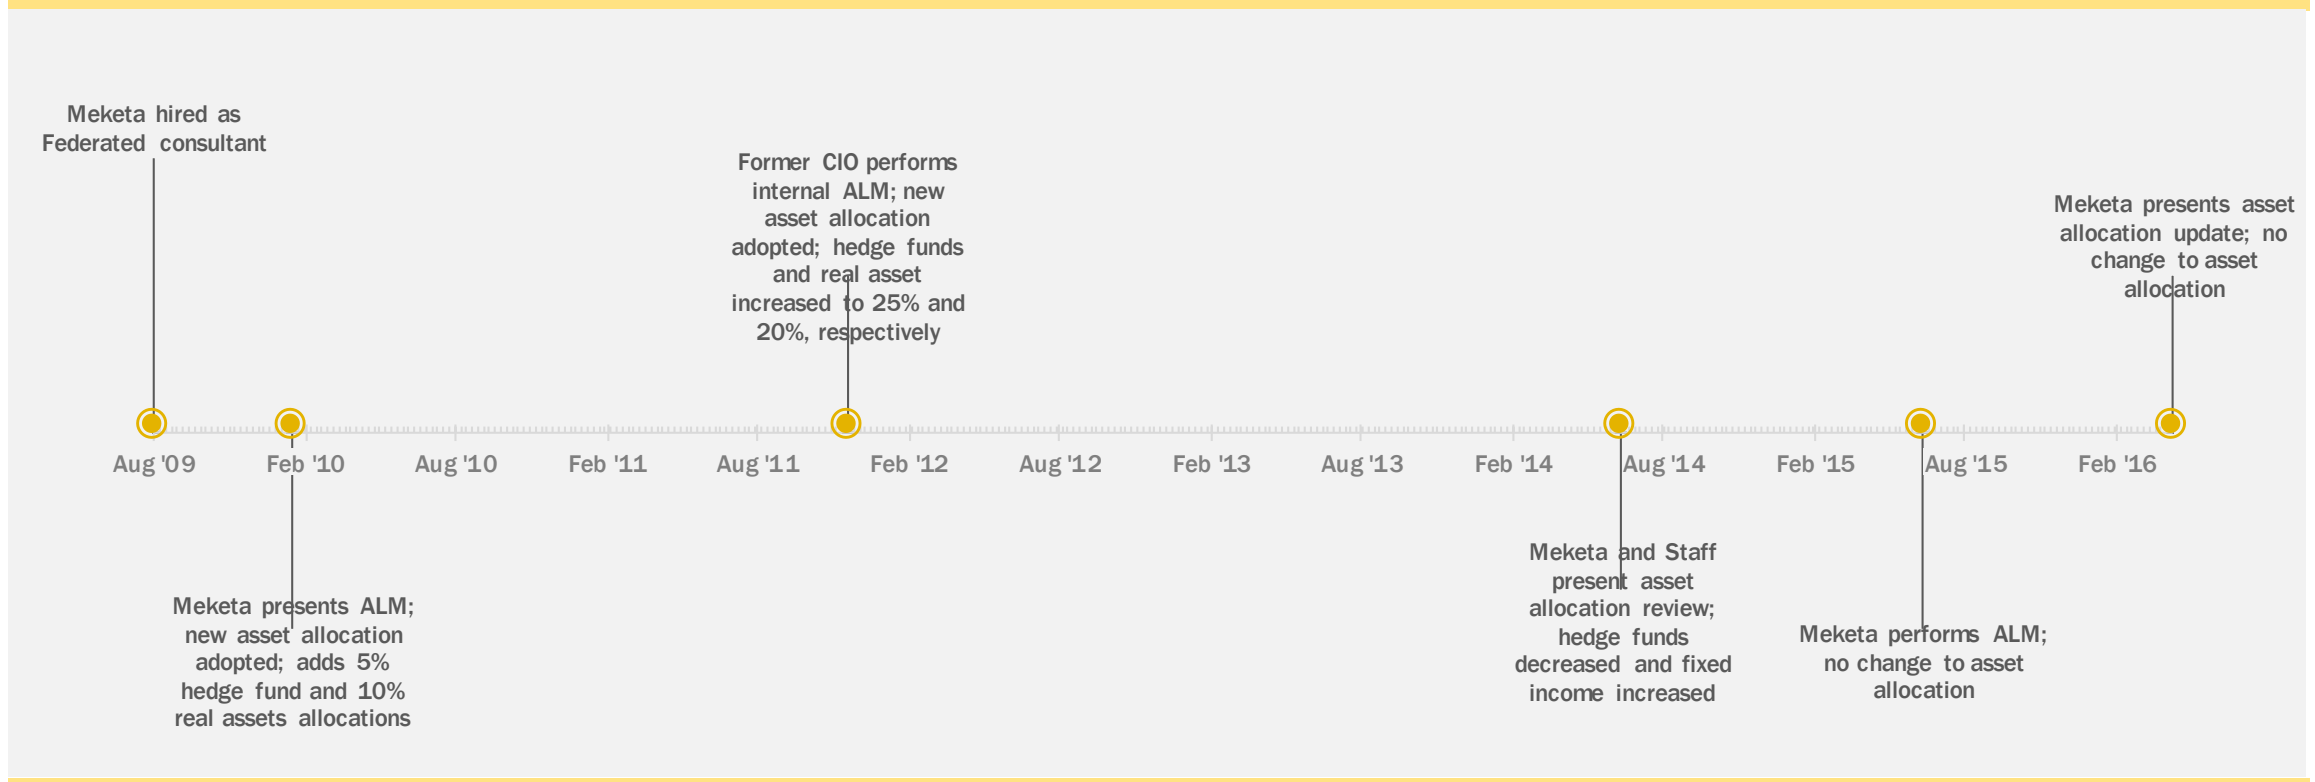 Meketa hired as
Federated consultant
Former CIO performs
internal ALM; new
asset allocation
adopted; hedge funds
and real asset
increased to 25% and
20%, respectively
Meketa presents asset
allocation update; no
change to asset
allocation
Aug '09
Feb '10
Aug '10
Feb '11
Aug '11
Feb '12
Aug '12
Feb '13
Aug '13
Feb '14
Aug '14
Feb '15
Aug '15
Feb '16
Meketa presents ALM;
new asset allocation
adopted; adds 5%
hedge fund and 10%
real assets allocations
Meketa and Staff
present asset
allocation review;
hedge funds
decreased and fixed
income increased
Meketa performs ALM;
no change to asset
allocation